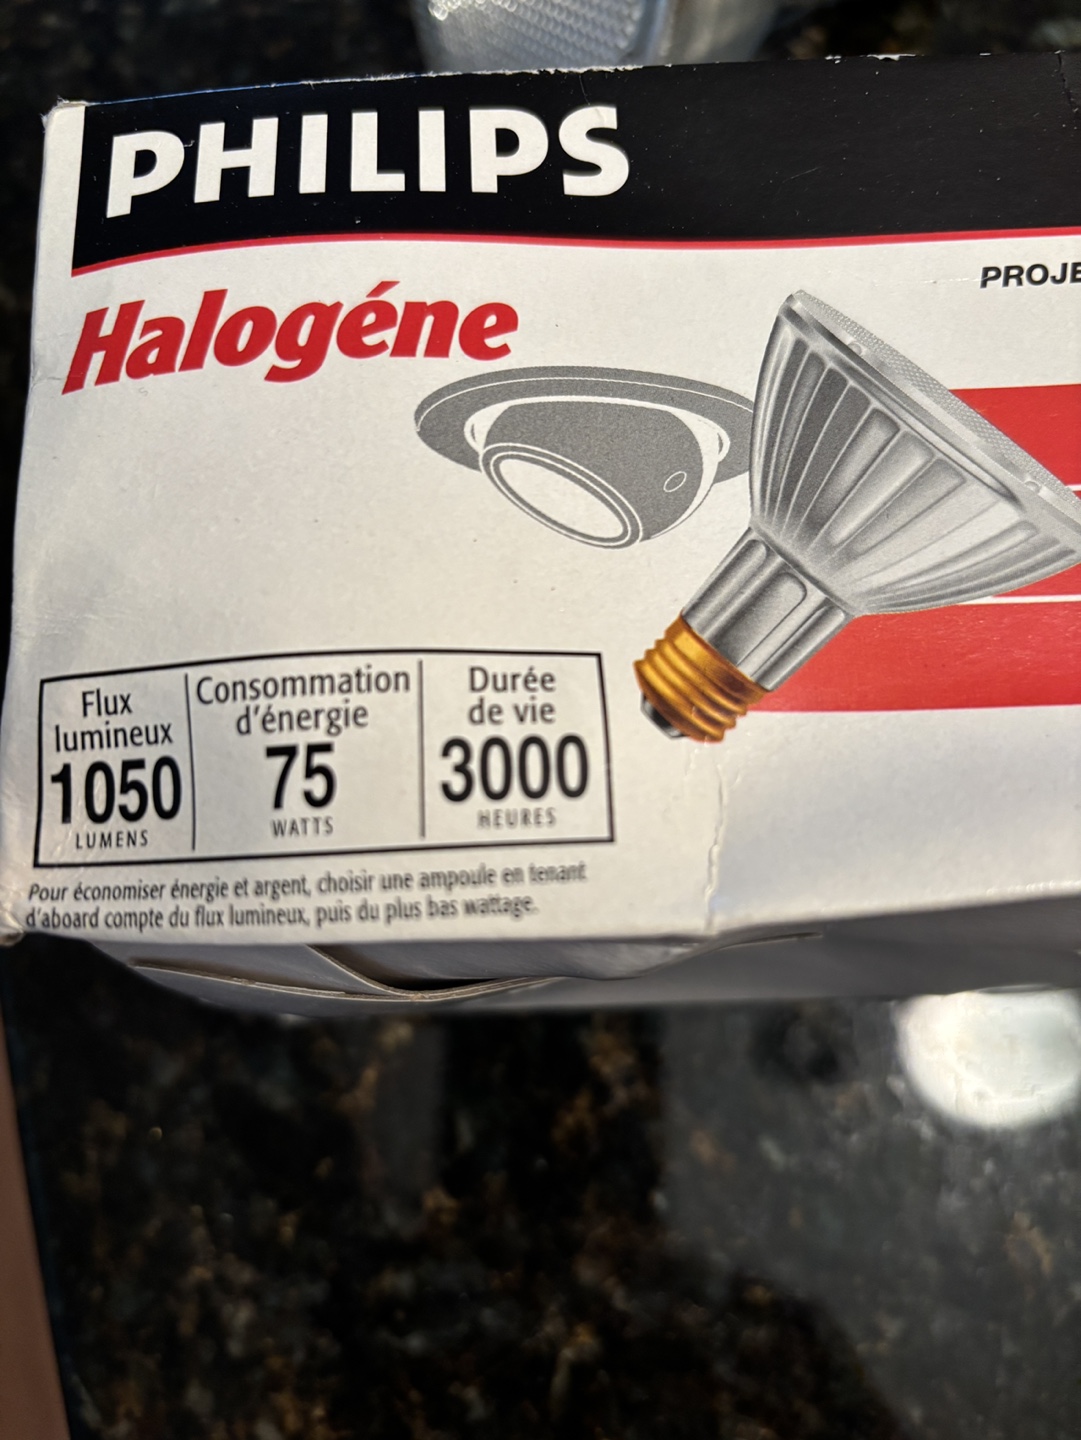 PHILIPS
Halogéne
PROJE
Flux
lumineux
1050
LUMENS
Consommation
d'énergie
75
WATTS
Durée
de vie
3000
HEURES
Pour économiser énergie et argent, choisir une ampoule en tenant
d'aboard compte du flux lumineux, puis du plus bas wattage.